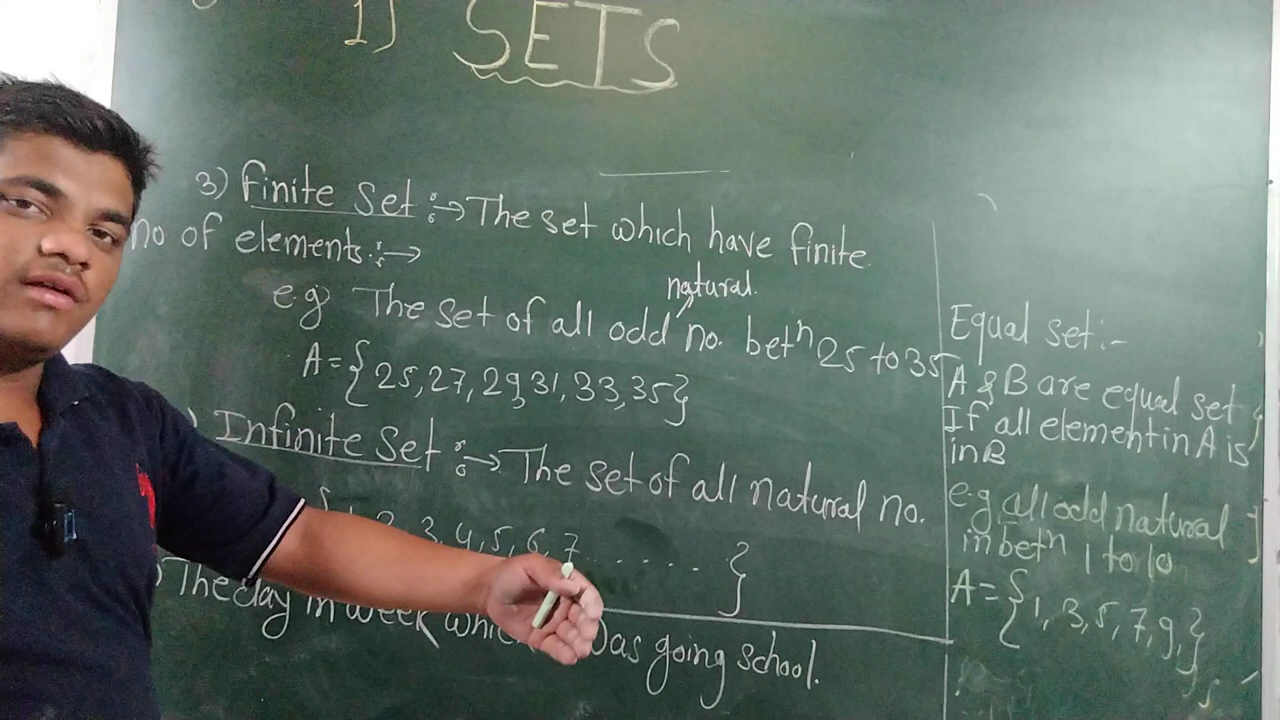 1) SETS
3) finite set :→ The set which have finite
no of elements :→
e.g The set of all odd natural no. betⁿ 25 to 35
A = {25, 27, 29, 31, 33, 35}
Infinite Set :→ The set of all natural no.
{ 1, 2, 3, 4, 5, 6, 7 . . . . . . }
) The day in week was going school.
Equal set :-
A & B are equal set
If all element in A is
in B
e.g. all odd natural
in betⁿ 1 to 10
A = {1, 3, 5, 7, 9, }